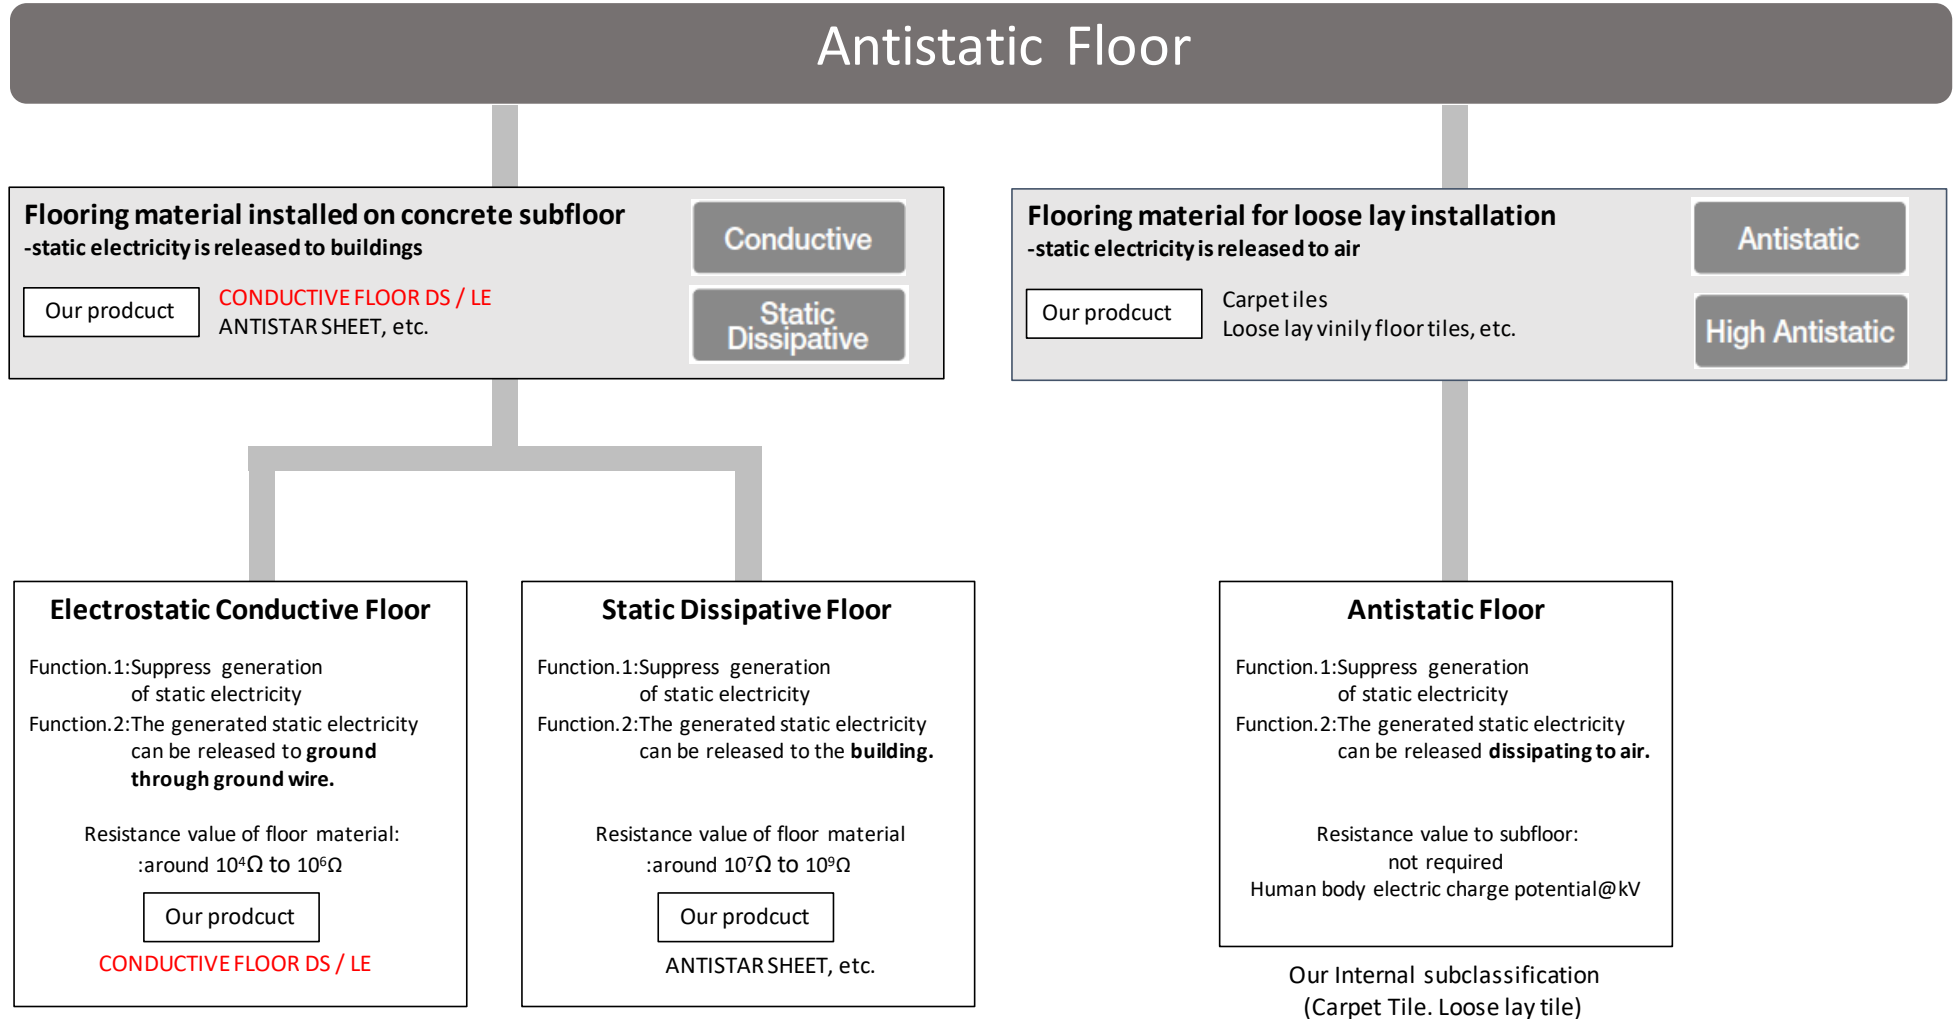 Antistatic Floor
Flooring material installed on concrete subfloor
-static electricity is released to buildings
Our prodcuct
CONDUCTIVE FLOOR DS / LE
ANTISTAR SHEET, etc.
Conductive
Static
Dissipative
Flooring material for loose lay installation
-static electricity is released to air
Our prodcuct
Carpet iles
Loose lay vinily floor tiles, etc.
Antistatic
High Antistatic
Electrostatic Conductive Floor
Function.1:Suppress generation
of static electricity
Function.2:The generated static electricity
can be released to ground
through ground wire.
Resistance value of floor material:
:around 10⁴Ω to 10⁶Ω
Our prodcuct
CONDUCTIVE FLOOR DS / LE
Static Dissipative Floor
Function.1:Suppress generation
of static electricity
Function.2:The generated static electricity
can be released to the building.
Resistance value of floor material
:around 10⁷Ω to 10⁹Ω
Our prodcuct
ANTISTAR SHEET, etc.
Antistatic Floor
Function.1:Suppress generation
of static electricity
Function.2:The generated static electricity
can be released dissipating to air.
Resistance value to subfloor:
not required
Human body electric charge potential@kV
Our Internal subclassification
(Carpet Tile. Loose lay tile)